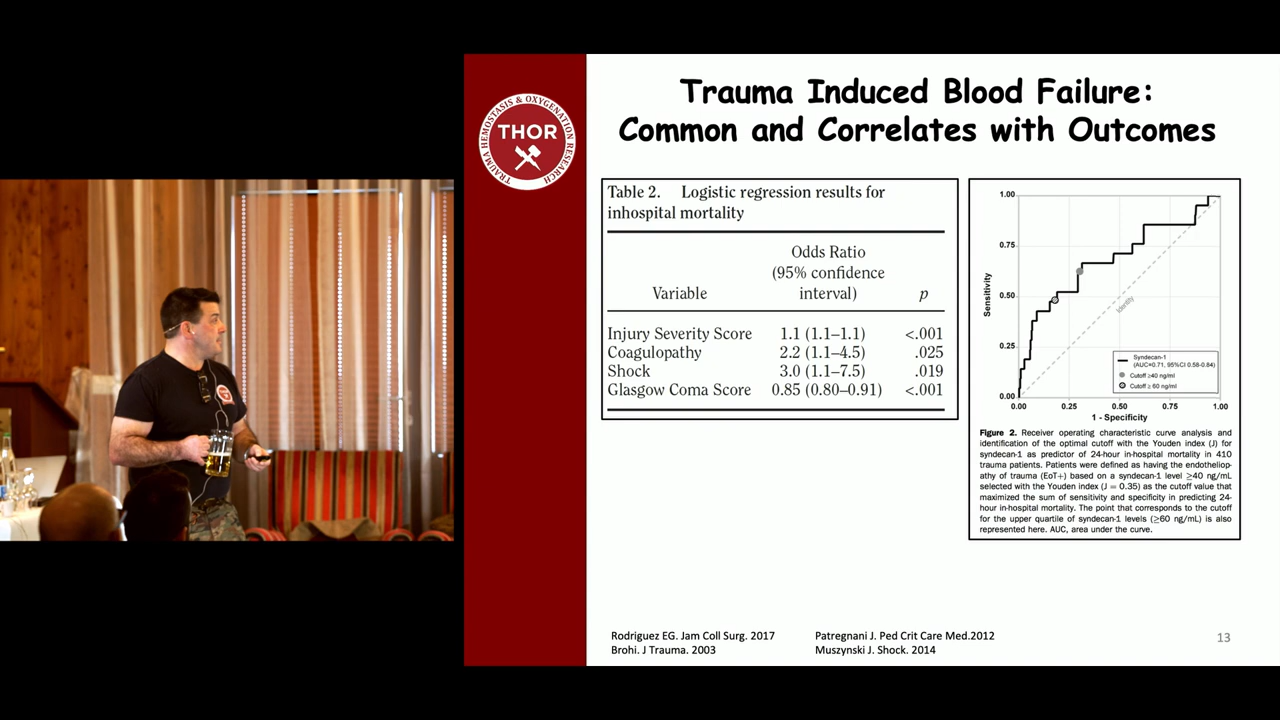 TRAUMA HEMOSTASIS & OXYGENATION RESEARCH
THOR
Trauma Induced Blood Failure:
Common and Correlates with Outcomes
Table 2. Logistic regression results for
inhospital mortality
Odds Ratio
(95% confidence
Variable interval) p
Injury Severity Score 1.1 (1.1–1.1) <.001
Coagulopathy 2.2 (1.1–4.5) .025
Shock 3.0 (1.1–7.5) .019
Glasgow Coma Score 0.85 (0.80–0.91) <.001
1.00
0.75
0.50
0.25
0.00
Sensitivity
Identity
Syndecan-1
(AUC=0.71, 95%CI 0.58-0.84)
Cutoff ≥40 ng/ml
Cutoff ≥ 60 ng/ml
0.00 0.25 0.50 0.75 1.00
1 - Specificity
Figure 2. Receiver operating characteristic curve analysis and
identification of the optimal cutoff with the Youden index (J) for
syndecan-1 as predictor of 24-hour in-hospital mortality in 410
trauma patients. Patients were defined as having the endotheliop-
athy of trauma (EoT+) based on a syndecan-1 level ≥40 ng/mL
selected with the Youden index (J = 0.35) as the cutoff value that
maximized the sum of sensitivity and specificity in predicting 24-
hour in-hospital mortality. The point that corresponds to the cutoff
for the upper quartile of syndecan-1 levels (≥60 ng/mL) is also
represented here. AUC, area under the curve.
Rodriguez EG. Jam Coll Surg. 2017 Patregnani J. Ped Crit Care Med.2012
Brohi. J Trauma. 2003 Muszynski J. Shock. 2014
13